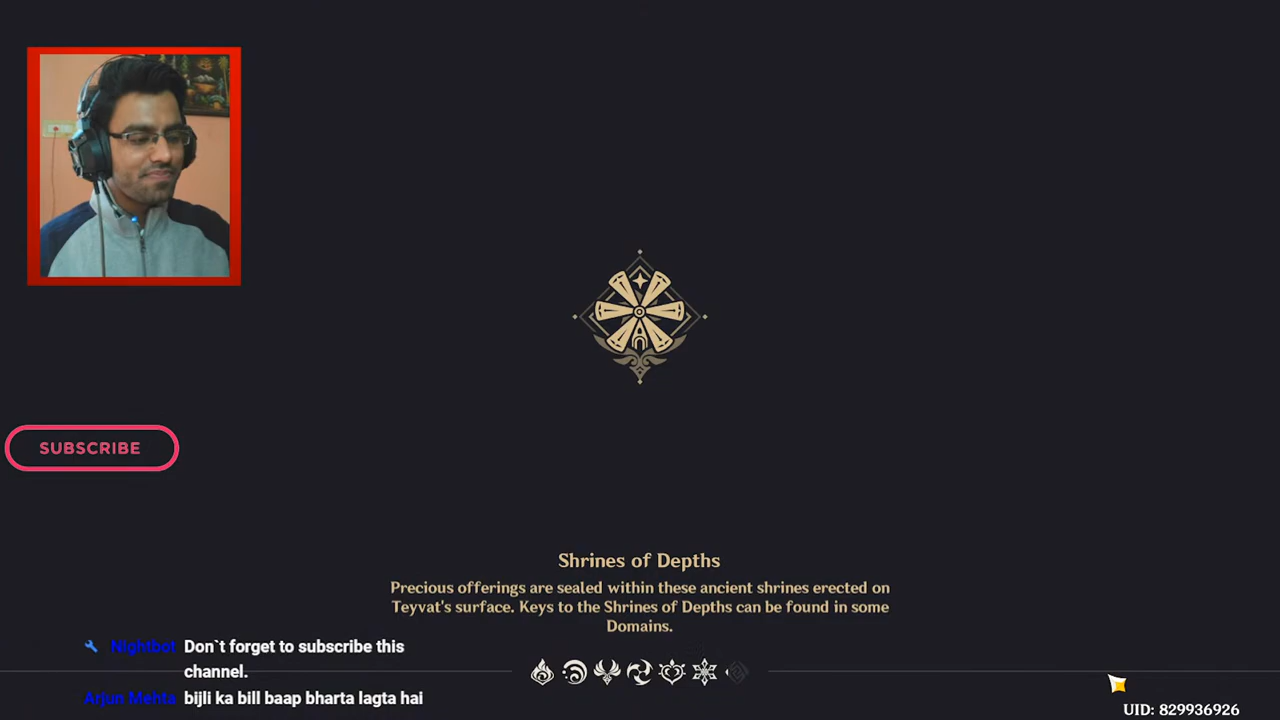 SUBSCRIBE
Shrines of Depths
Precious offerings are sealed within these ancient shrines erected on
Teyvat's surface. Keys to the Shrines of Depths can be found in some
Domains.
Nightbot Don`t forget to subscribe this
channel.
Arjun Mehta bijli ka bill baap bharta lagta hai
UID: 829936926